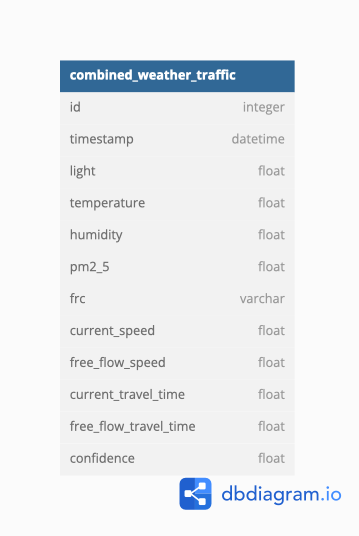 combined_weather_traffic
id integer
timestamp datetime
light float
temperature float
humidity float
pm2_5 float
frc varchar
current_speed float
free_flow_speed float
current_travel_time float
free_flow_travel_time float
confidence float
dbdiagram.io